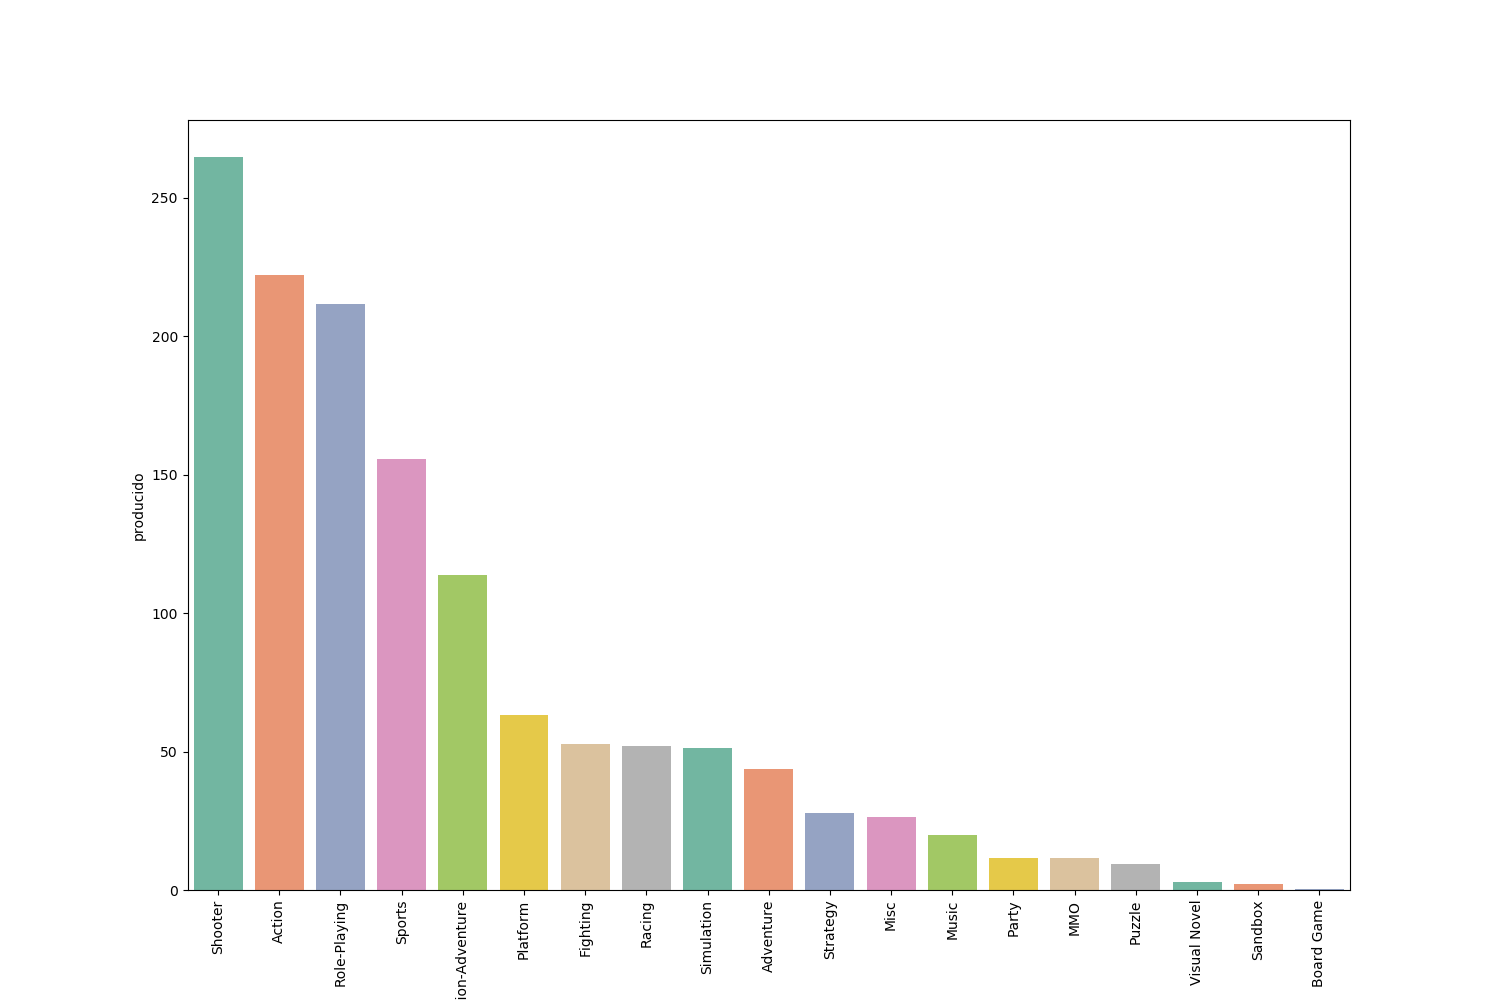 250
200
150
100
50
0
producido
Shooter
Action
Role-Playing
Sports
ion-Adventure
Platform
Fighting
Racing
Simulation
Adventure
Strategy
Misc
Music
Party
MMO
Puzzle
Visual Novel
Sandbox
Board Game